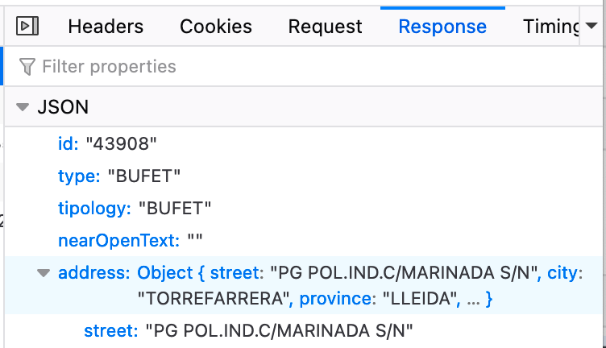 Headers Cookies Request Response Timing
Filter properties
JSON
id: "43908"
type: "BUFET"
tipology: "BUFET"
nearOpenText: ""
address: Object { street: "PG POL.IND.C/MARINADA S/N", city:
"TORREFARRERA", province: "LLEIDA", … }
street: "PG POL.IND.C/MARINADA S/N"